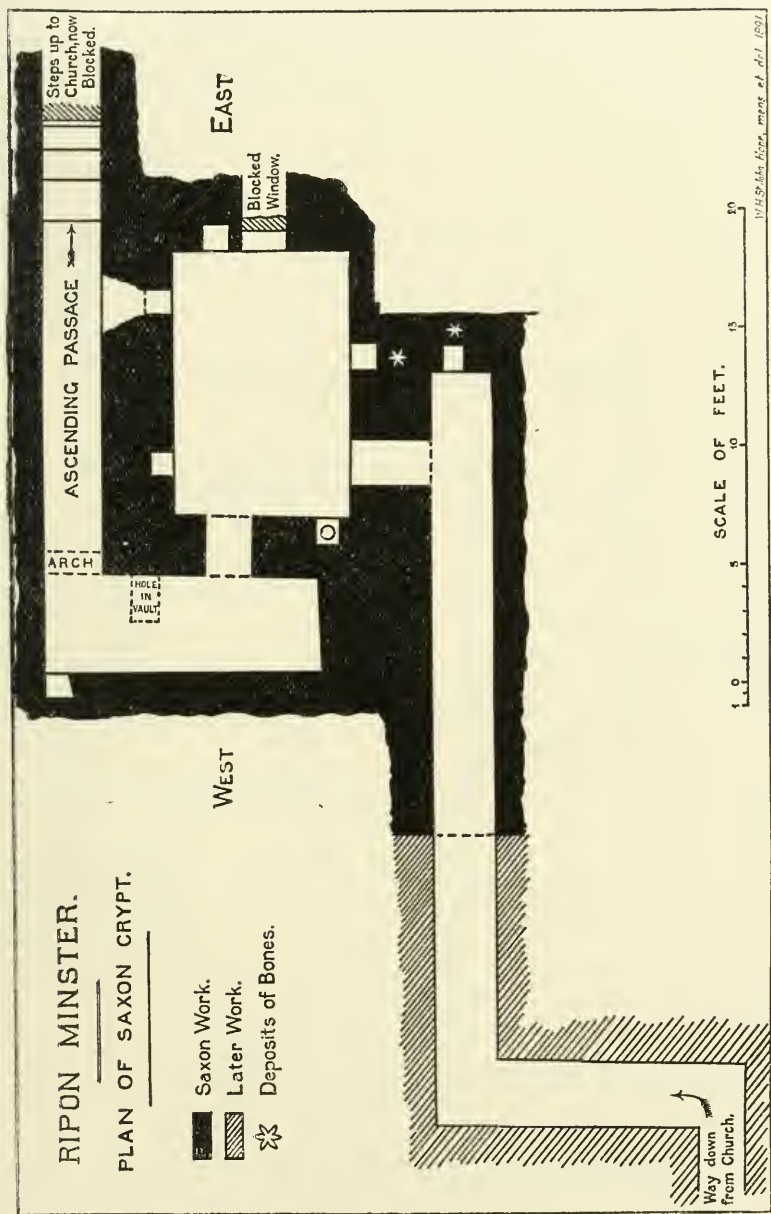 RIPON MINSTER.
PLAN OF SAXON CRYPT.
Saxon Work.
Later Work.
Deposits of Bones.
WEST
EAST
Steps up to
Church, now
Blocked.
ASCENDING PASSAGE
ARCH
HOLE
IN
VAULT
Blocked
Window.
Way down
from Church.
SCALE OF FEET.
1 0 5 10 15 20
W. H. St. John Hope, mens. et del. 1891